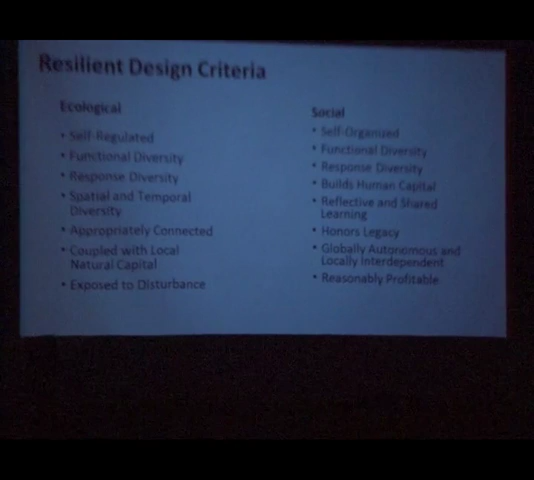 Resilient Design Criteria
Ecological
• Self-Regulated
• Functional Diversity
• Response Diversity
• Spatial and Temporal
Diversity
• Appropriately Connected
• Coupled with Local
Natural Capital
• Exposed to Disturbance
Social
• Self-Organized
• Functional Diversity
• Response Diversity
• Builds Human Capital
• Reflective and Shared
Learning
• Honors Legacy
• Globally Autonomous and
Locally Interdependent
• Reasonably Profitable